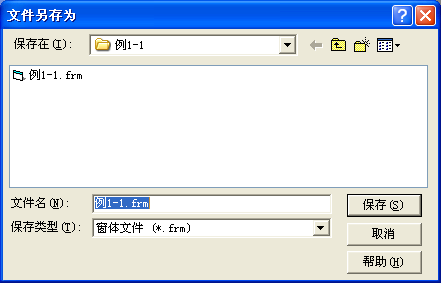 文件另存为
保存在(I): 例1-1
例1-1.frm
文件名(N): 例1-1.frm 保存(S)
保存类型(T): 窗体文件 (*.frm) 取消
帮助(H)